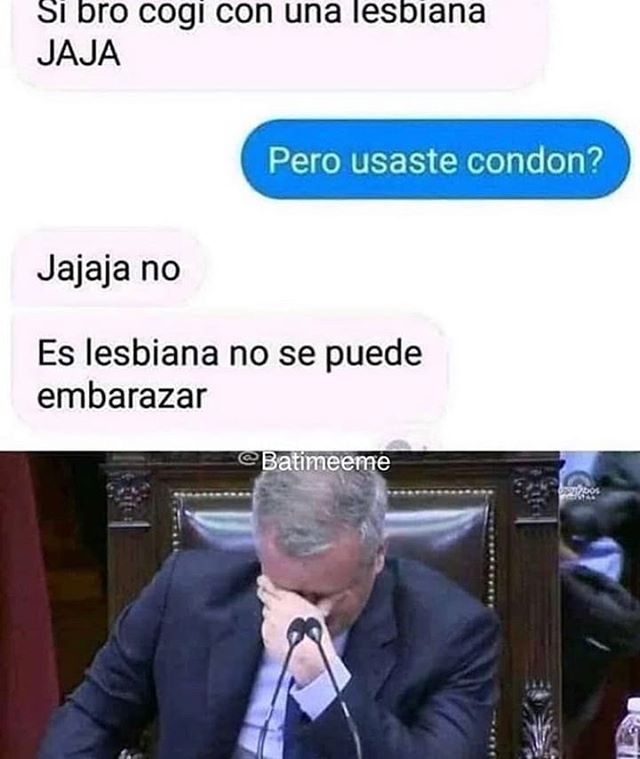 Si bro cogi con una lesbiana
JAJA
Pero usaste condon?
Jajaja no
Es lesbiana no se puede
embarazar
@Batimeeme